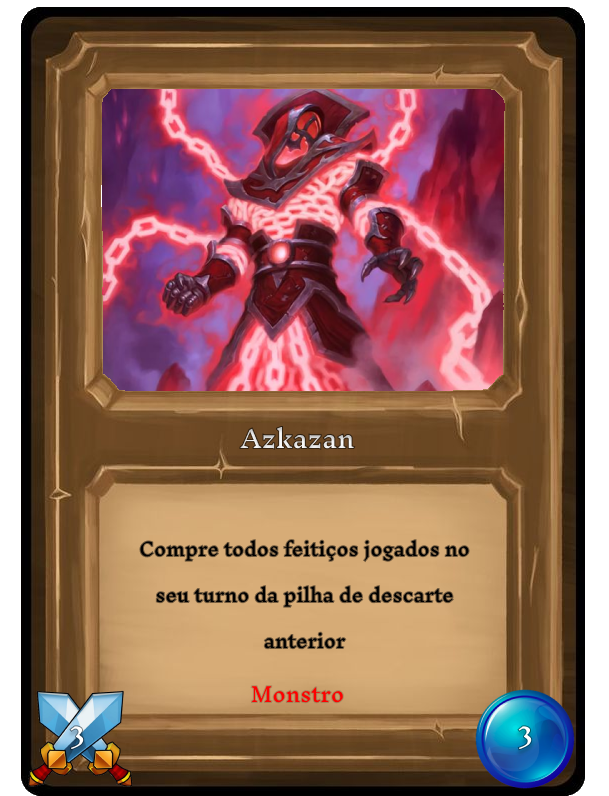 Azkazan
Compre todos feitiços jogados no
seu turno da pilha de descarte
anterior
Monstro
3
3